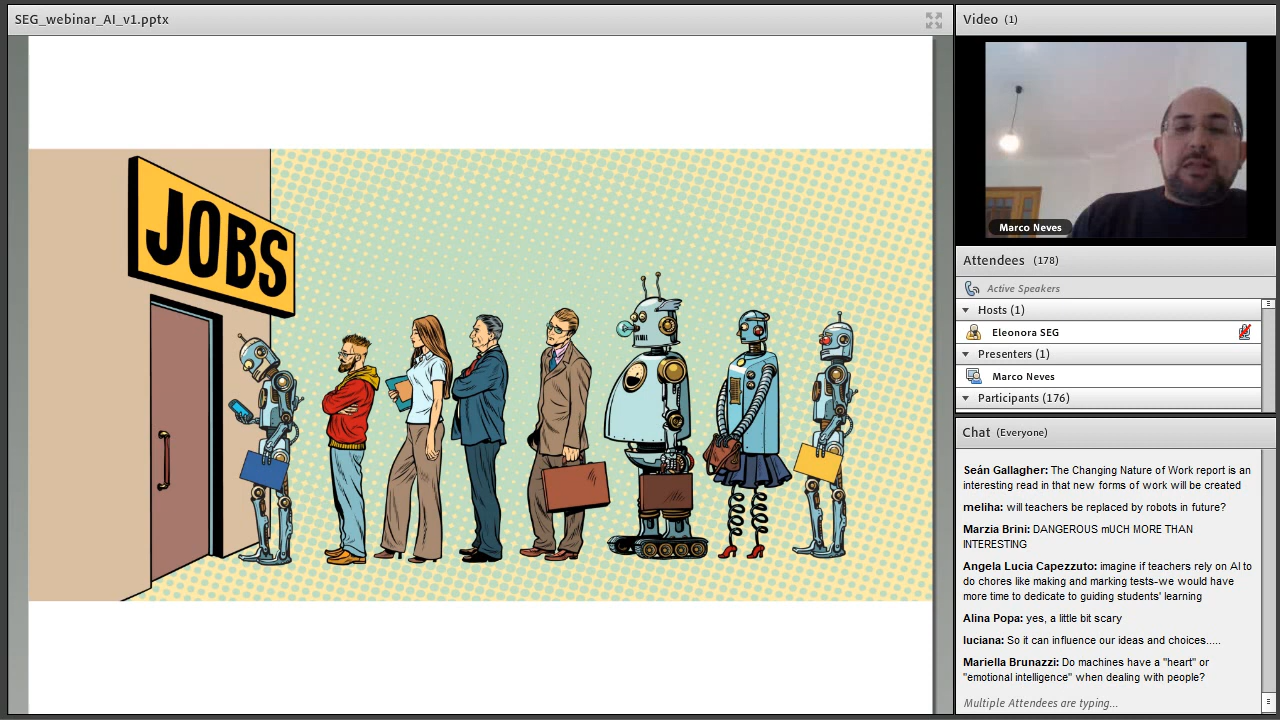 SEG_webinar_AI_v1.pptx
JOBS
Video (1)
Marco Neves
Attendees (178)
Active Speakers
Hosts (1)
Eleonora SEG
Presenters (1)
Marco Neves
Participants (176)
Chat (Everyone)
Seán Gallagher: The Changing Nature of Work report is an
interesting read in that new forms of work will be created
meliha: will teachers be replaced by robots in future?
Marzia Brini: DANGEROUS mUCH MORE THAN
INTERESTING
Angela Lucia Capezzuto: imagine if teachers rely on AI to
do chores like making and marking tests-we would have
more time to dedicate to guiding students' learning
Alina Popa: yes, a little bit scary
luciana: So it can influence our ideas and choices.....
Mariella Brunazzi: Do machines have a "heart" or
"emotional intelligence" when dealing with people?
Multiple Attendees are typing...